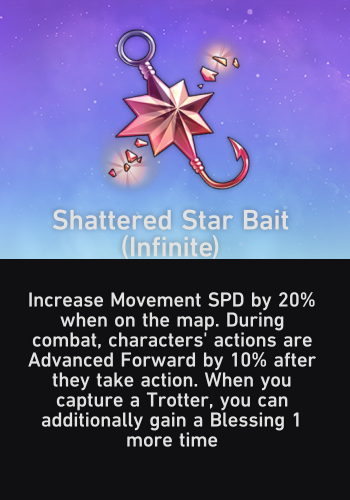 Shattered Star Bait
(Infinite)
Increase Movement SPD by 20%
when on the map. During
combat, characters' actions are
Advanced Forward by 10% after
they take action. When you
capture a Trotter, you can
additionally gain a Blessing 1
more time